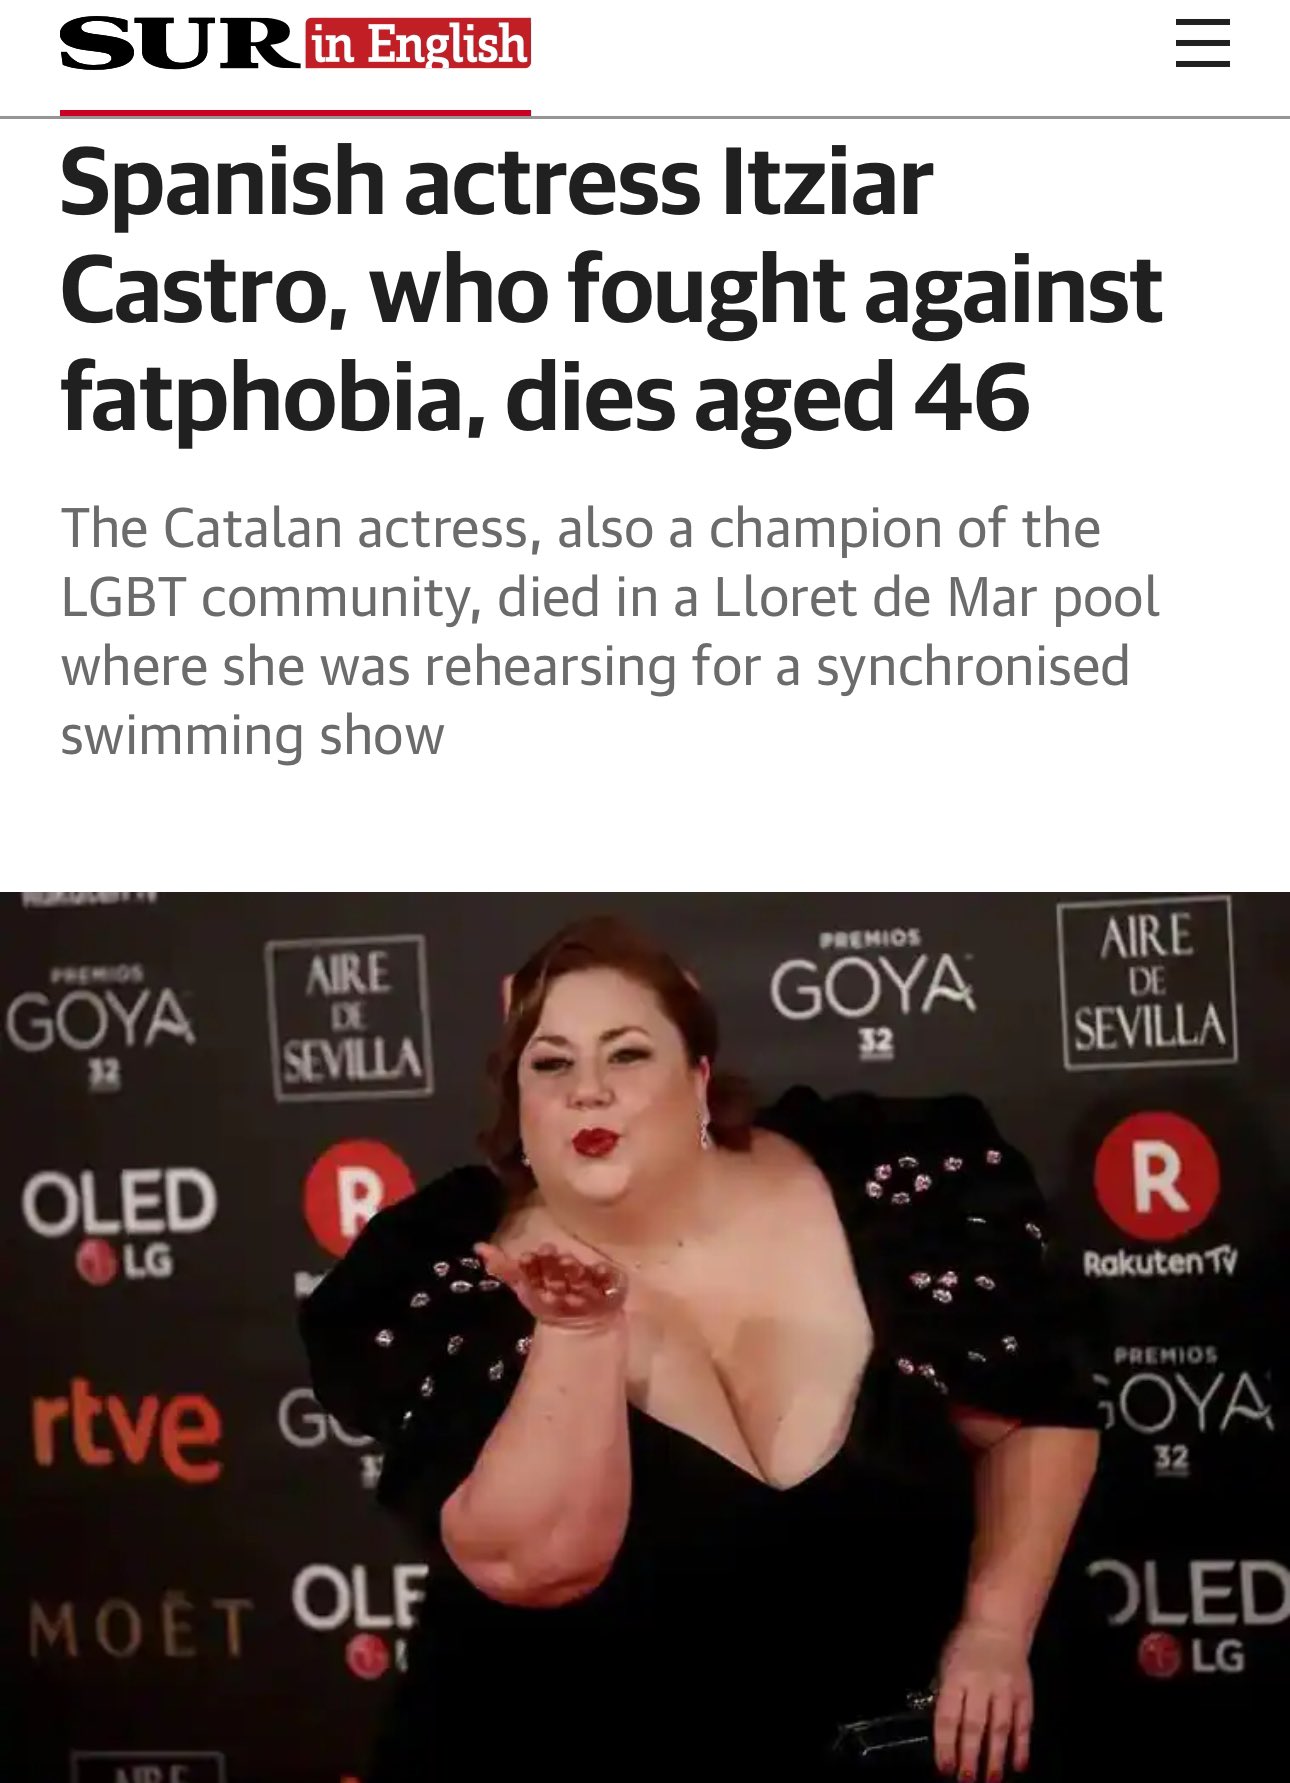 SUR in English
Spanish actress Itziar
Castro, who fought against
fatphobia, dies aged 46
The Catalan actress, also a champion of the
LGBT community, died in a Lloret de Mar pool
where she was rehearsing for a synchronised
swimming show
Rakuten TV
PREMIOS
GOYA
32
AIRE
DE
SEVILLA
PREMIOS
GOYA
32
AIRE
DE
SEVILLA
OLED
LG
R
R
Rakuten TV
rtve
PREMIOS
GOYA
32
MOËT
OLE
OLED
LG